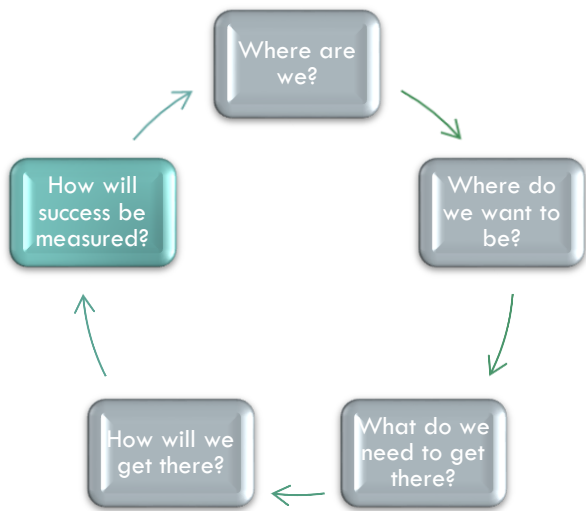 Where are
we?
Where do
we want to
be?
What do we
need to get
there?
How will we
get there?
How will
success be
measured?